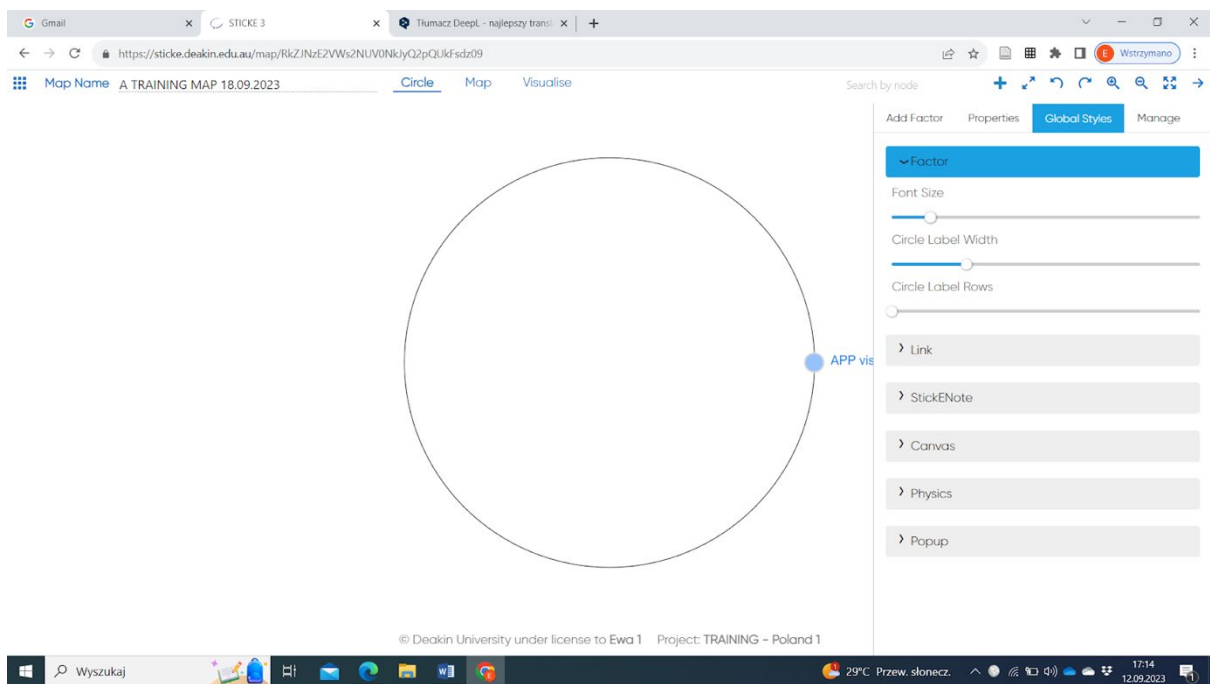 Gmail
STICKE 3
Tłumacz DeepL - najlepszy transl
https://sticke.deakin.edu.au/map/RkZJNzE2VWs2NUV0NkJyQ2pQUkFsdz09
E Wstrzymano
Map Name A TRAINING MAP 18.09.2023
Circle Map Visualise
Search by node
Add Factor Properties Global Styles Manage
Factor
Font Size
Circle Label Width
Circle Label Rows
Link
APP vis
StickENote
Canvas
Physics
Popup
© Deakin University under license to Ewa 1 Project: TRAINING - Poland 1
Wyszukaj
29°C Przew. słonecz.
17:14
12.09.2023